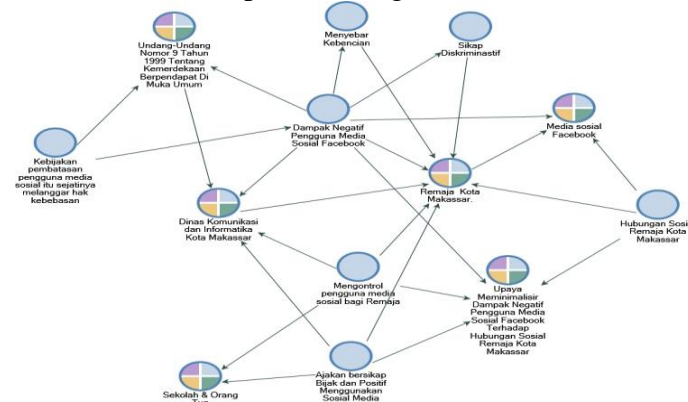 Undang-Undang
Nomor 9 Tahun
1999 Tentang
Kemerdekaan
Berpendapat Di
Muka Umum
Menyebar
Kebencian
Sikap
Diskriminastif
Dampak Negatif
Pengguna Media
Sosial Facebook
Media sosial
Facebook
Kebijakan
pembatasan
pengguna media
sosial itu sejatinya
melanggar hak
kebebasan
Remaja Kota
Makassar.
Dinas Komunikasi
dan Informatika
Kota Makassar
Hubungan Sosi
Remaja Kota
Makassar
Mengontrol
pengguna media
sosial bagi Remaja
Upaya
Meminimalisir
Dampak Negatif
Pengguna Media
Sosial Facebook
Terhadap
Hubungan Sosial
Remaja Kota
Makassar
Ajakan bersikap
Bijak dan Positif
Menggunakan
Sosial Media
Sekolah & Orang